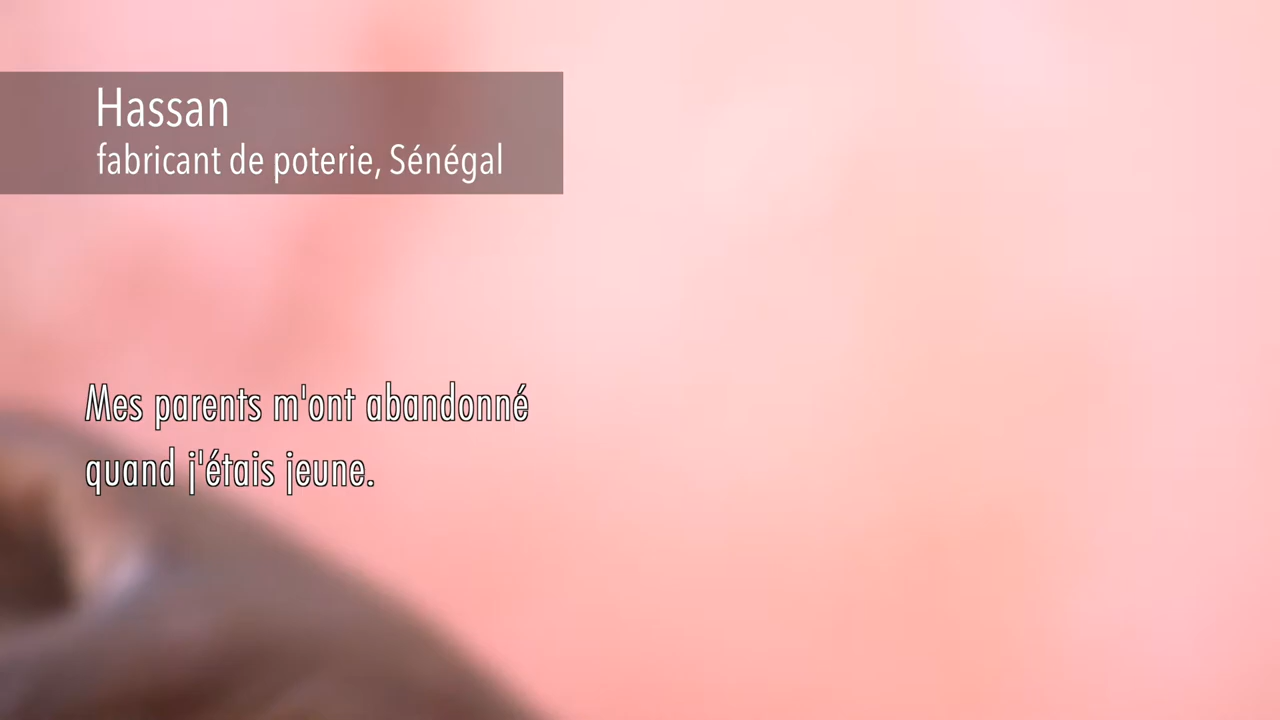 Hassan
fabricant de poterie, Sénégal
Mes parents m'ont abandonné
quand j'étais jeune.